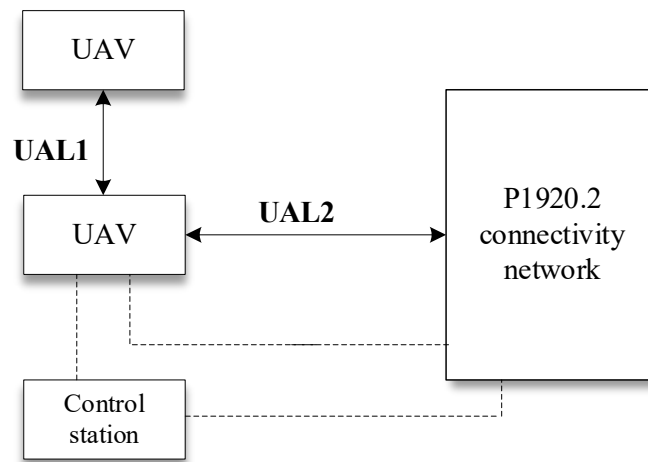 UAV
UAL1
UAV
UAL2
P1920.2
connectivity
network
Control
station